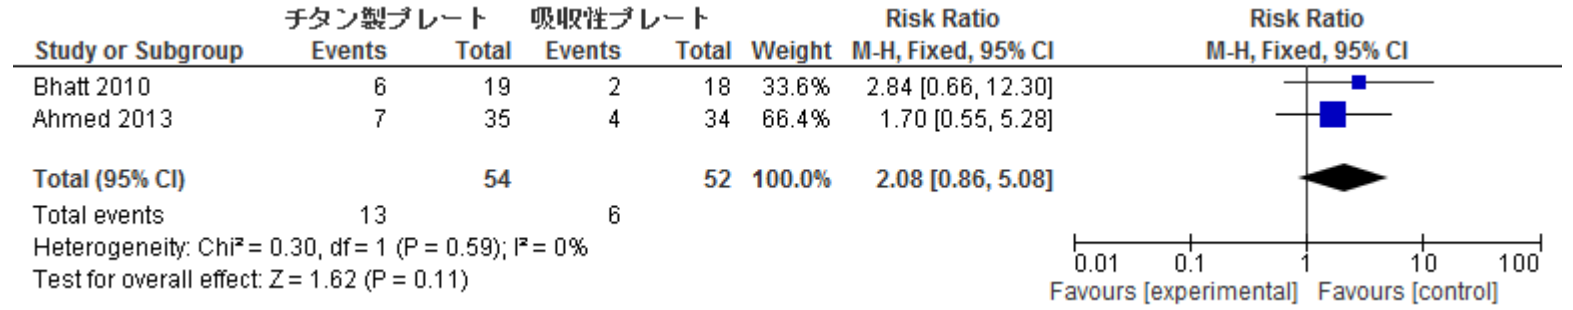 チタン製プレート 吸収性プレート Risk Ratio Risk Ratio
Study or Subgroup Events Total Events Total Weight M-H, Fixed, 95% CI M-H, Fixed, 95% CI
Bhatt 2010 6 19 2 18 33.6% 2.84 [0.66, 12.30]
Ahmed 2013 7 35 4 34 66.4% 1.70 [0.55, 5.28]
Total (95% CI) 54 52 100.0% 2.08 [0.86, 5.08]
Total events 13 6
Heterogeneity: Chi² = 0.30, df = 1 (P = 0.59); I² = 0%
Test for overall effect: Z = 1.62 (P = 0.11)
0.01 0.1 1 10 100
Favours [experimental] Favours [control]